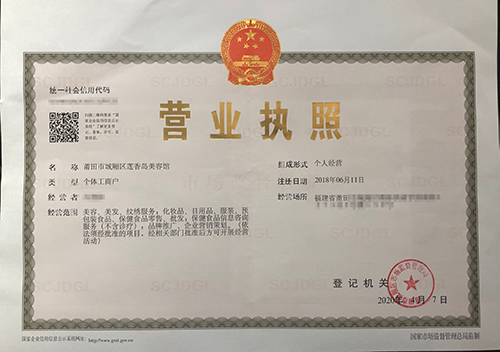 统一社会信用代码
营业执照
名称 莆田市城厢区莲香岛美容馆
类型 个体工商户
经营者
经营范围 美容、美发、纹绣服务；化妆品、日用品、服装、预
包装食品、保健食品零售、批发；保健食品信息咨询
服务（不含诊疗）；品牌推广、企业营销策划。（依
法须经批准的项目，经相关部门批准后方可开展经营
活动）
组成形式 个人经营
注册日期 2018年06月11日
经营场所 福建省莆田
登记机关
2020年 4月 7日
国家企业信用信息公示系统网址：http://www.gsxt.gov.cn
国家市场监督管理总局监制